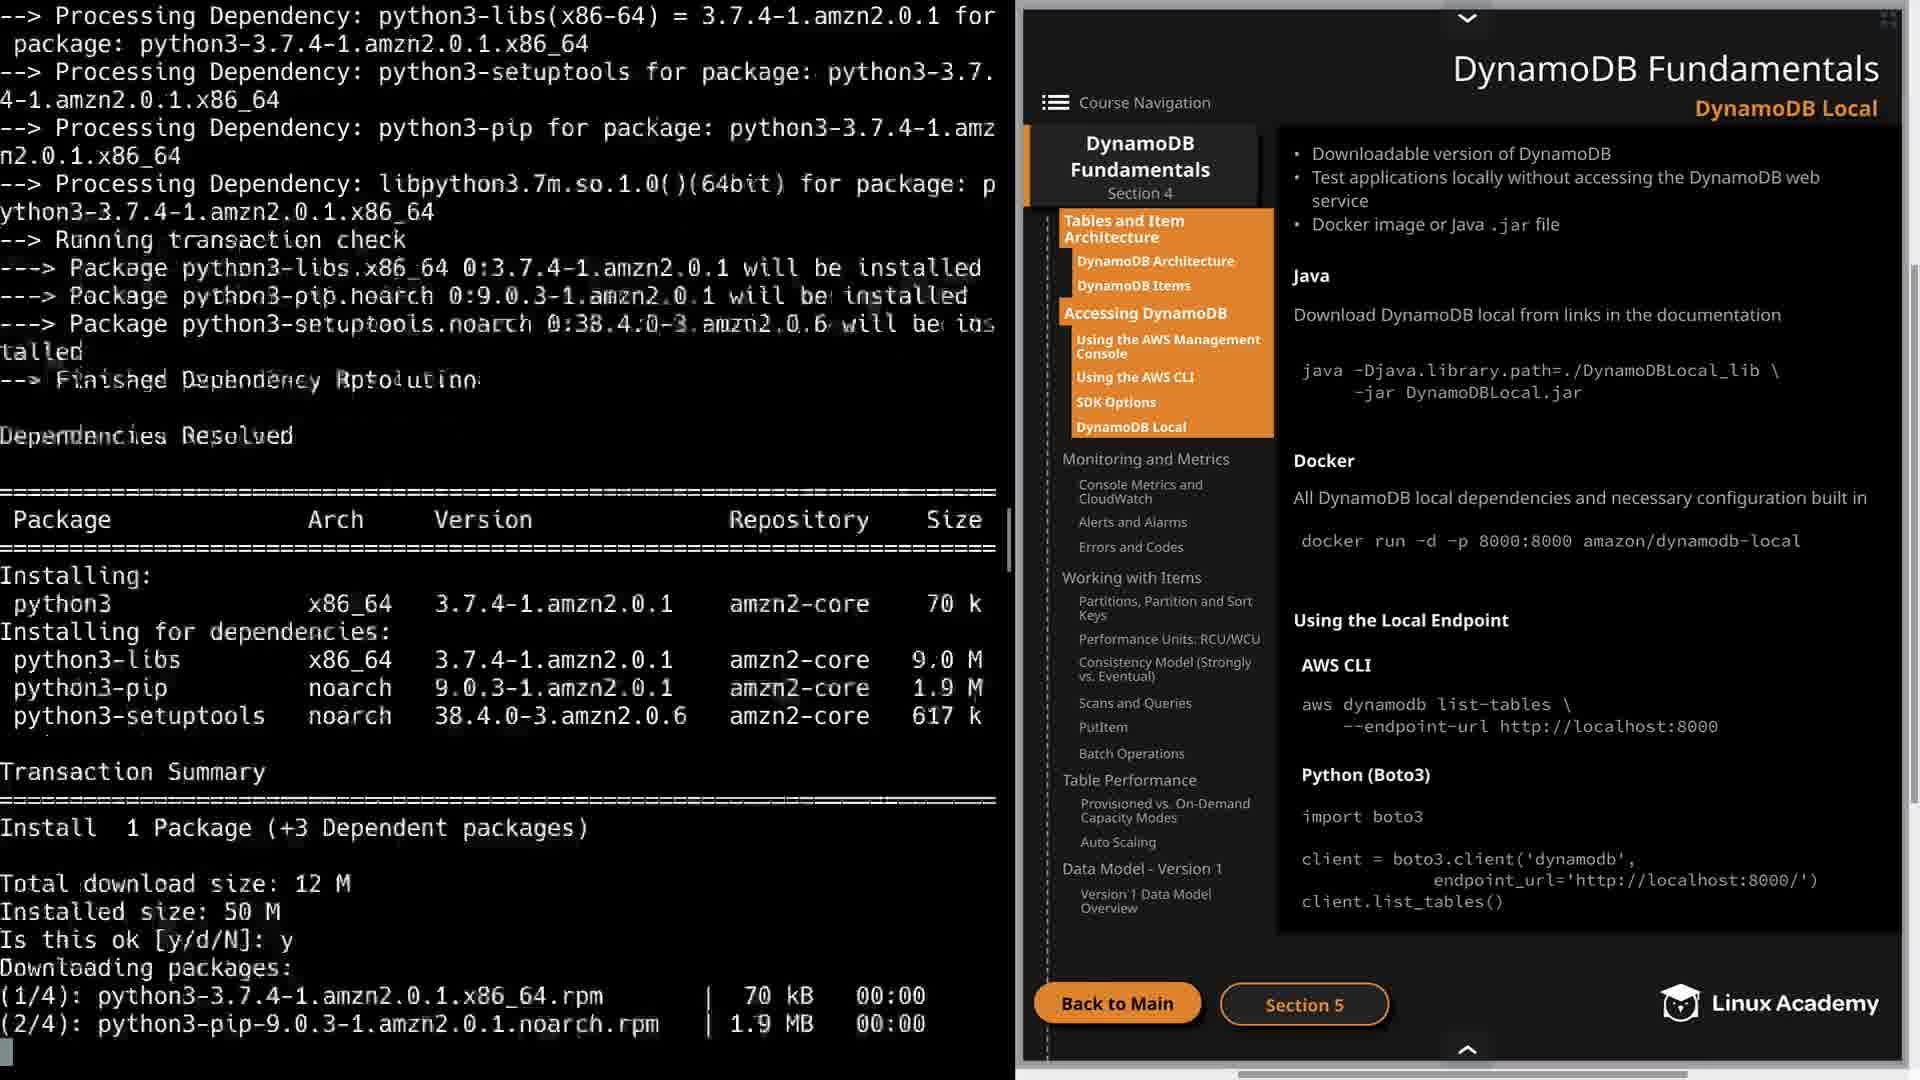 --> Processing Dependency: python3-libs(x86-64) = 3.7.4-1.amzn2.0.1 for
 package: python3-3.7.4-1.amzn2.0.1.x86_64
--> Processing Dependency: python3-setuptools for package: python3-3.7.
4-1.amzn2.0.1.x86_64
--> Processing Dependency: python3-pip for package: python3-3.7.4-1.amz
n2.0.1.x86_64
--> Processing Dependency: libpython3.7m.so.1.0()(64bit) for package: p
ython3-3.7.4-1.amzn2.0.1.x86_64
--> Running transaction check
---> Package python3-libs.x86_64 0:3.7.4-1.amzn2.0.1 will be installed
---> Package python3-pip.noarch 0:9.0.3-1.amzn2.0.1 will be installed
---> Package python3-setuptools.noarch 0:38.4.0-3.amzn2.0.6 will be ins
talled
--> Finished Dependency Resolution
Dependencies Resolved
=======================================================================
 Package              Arch     Version              Repository    Size
=======================================================================
Installing:
 python3              x86_64   3.7.4-1.amzn2.0.1    amzn2-core    70 k
Installing for dependencies:
 python3-libs         x86_64   3.7.4-1.amzn2.0.1    amzn2-core   9.0 M
 python3-pip          noarch   9.0.3-1.amzn2.0.1    amzn2-core   1.9 M
 python3-setuptools   noarch   38.4.0-3.amzn2.0.6   amzn2-core   617 k
Transaction Summary
=======================================================================
Install  1 Package (+3 Dependent packages)
Total download size: 12 M
Installed size: 50 M
Is this ok [y/d/N]: y
Downloading packages:
(1/4): python3-3.7.4-1.amzn2.0.1.x86_64.rpm       |  70 kB   00:00
(2/4): python3-pip-9.0.3-1.amzn2.0.1.noarch.rpm   | 1.9 MB   00:00
DynamoDB Fundamentals
DynamoDB Local
Course Navigation
DynamoDB
Fundamentals
Section 4
Tables and Item
Architecture
DynamoDB Architecture
DynamoDB Items
Accessing DynamoDB
Using the AWS Management
Console
Using the AWS CLI
SDK Options
DynamoDB Local
Monitoring and Metrics
Console Metrics and
CloudWatch
Alerts and Alarms
Errors and Codes
Working with Items
Partitions, Partition and Sort
Keys
Performance Units: RCU/WCU
Consistency Model (Strongly
vs. Eventual)
Scans and Queries
PutItem
Batch Operations
Table Performance
Provisioned vs. On-Demand
Capacity Modes
Auto Scaling
Data Model - Version 1
Version 1 Data Model
Overview
• Downloadable version of DynamoDB
• Test applications locally without accessing the DynamoDB web
service
• Docker image or Java .jar file
Java
Download DynamoDB local from links in the documentation
java -Djava.library.path=./DynamoDBLocal_lib \
-jar DynamoDBLocal.jar
Docker
All DynamoDB local dependencies and necessary configuration built in
docker run -d -p 8000:8000 amazon/dynamodb-local
Using the Local Endpoint
AWS CLI
aws dynamodb list-tables \
--endpoint-url http://localhost:8000
Python (Boto3)
import boto3
client = boto3.client('dynamodb',
endpoint_url='http://localhost:8000/')
client.list_tables()
Back to Main
Section 5
Linux Academy